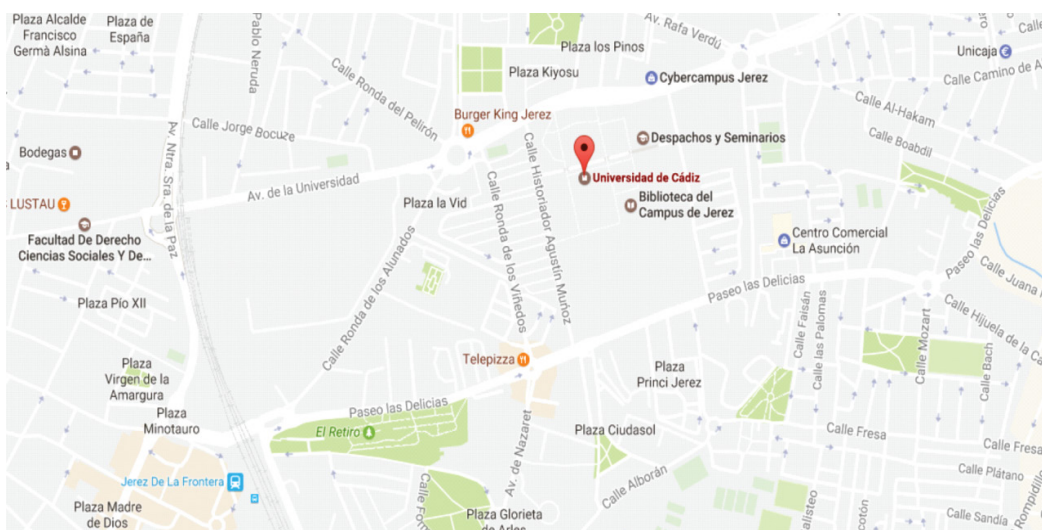 Plaza Alcalde
Francisco
Germà Alsina
Plaza de
España
Pablo Neruda
Calle Ronda del Pelirón
Plaza los Pinos
Av. Rafa Verdú
Plaza Kiyosu
Cybercampus Jerez
Unicaja
Calle Camino de A
Calle
Calle Al-Hakam
Calle Boabdil
Calle Jorge Bocuze
Burger King Jerez
Despachos y Seminarios
Bodegas
Av. Ntra. Sra. de la Paz
Av. de la Universidad
Calle Historiador Agustín Muñoz
Universidad de Cádiz
Biblioteca del
Campus de Jerez
LUSTAU
Plaza la Vid
Calle Ronda de los Viñedos
Facultad De Derecho
Ciencias Sociales Y De...
Centro Comercial
La Asunción
Paseo las Delicias
Calle Juana
Calle Ronda de los Alunados
Paseo las Delicias
Plaza Pío XII
Calle Faisán
Calle las Palomas
Calle Mozart
Calle Hijuela de la Ca
Calle Bach
Plaza
Virgen de la
Amargura
Telepizza
Plaza
Princi Jerez
Plaza
Minotauro
Paseo las Delicias
El Retiro
Av. de Nazaret
Plaza Ciudasol
Calle Fresa
Calle Fresa
Jerez De La Frontera
Calle Alborán
Calle Plátano
Plaza Madre
de Dios
Plaza Glorieta
de Arles
Calle Sandía